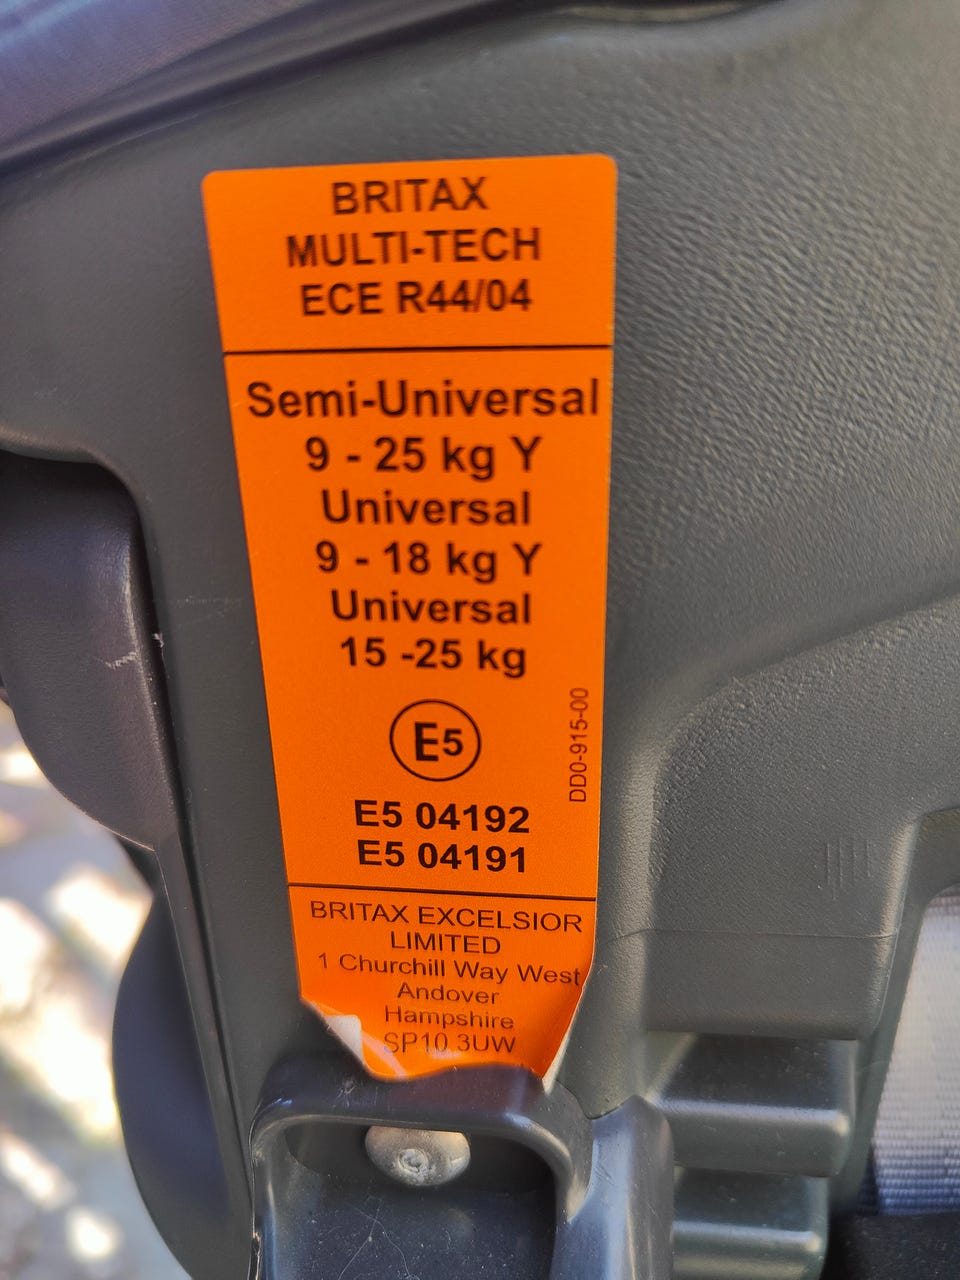 BRITAX
MULTI-TECH
ECE R44/04
Semi-Universal
9 - 25 kg Y
Universal
9 - 18 kg Y
Universal
15 -25 kg
E5
DD0-915-00
E5 04192
E5 04191
BRITAX EXCELSIOR
LIMITED
1 Churchill Way West
Andover
Hampshire
SP10 3UW